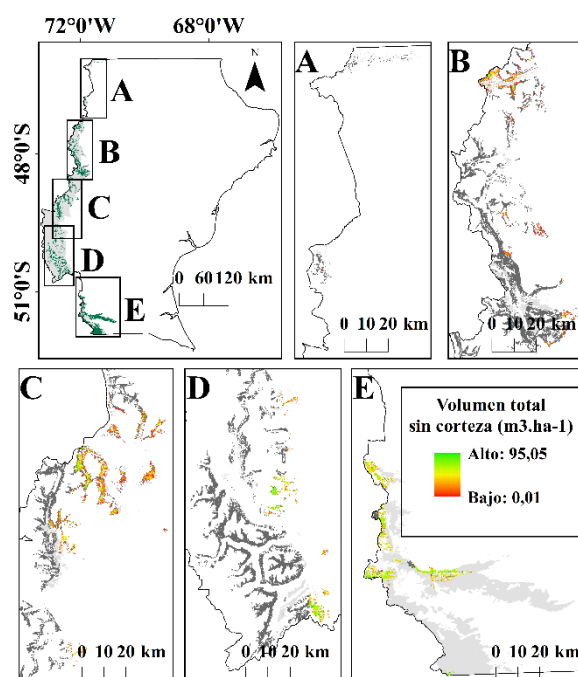 72°0'W 68°0'W
N
A
B
48°0'S
C
D
0 60120 km
51°0'S
E
A
0 10 20 km
B
0 10 20 km
C
0 10 20 km
D
0 10 20 km
E
Volumen total
sin corteza (m3.ha-1)
Alto: 95,05
Bajo: 0,01
0 10 20 km